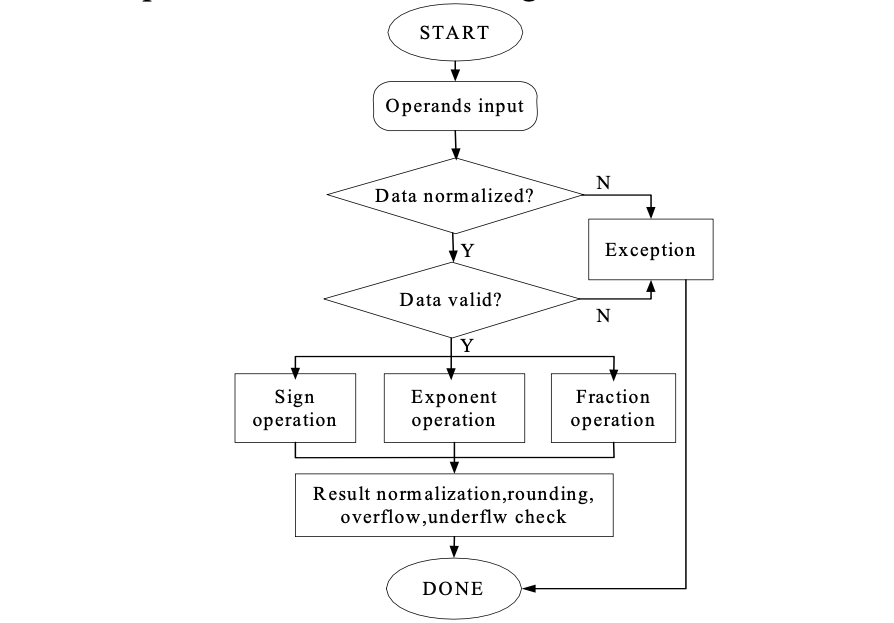 START
Operands input
Data normalized?
N
Exception
Y
Data valid?
N
Y
Sign
operation
Exponent
operation
Fraction
operation
Result normalization,rounding,
overflow,underflw check
DONE